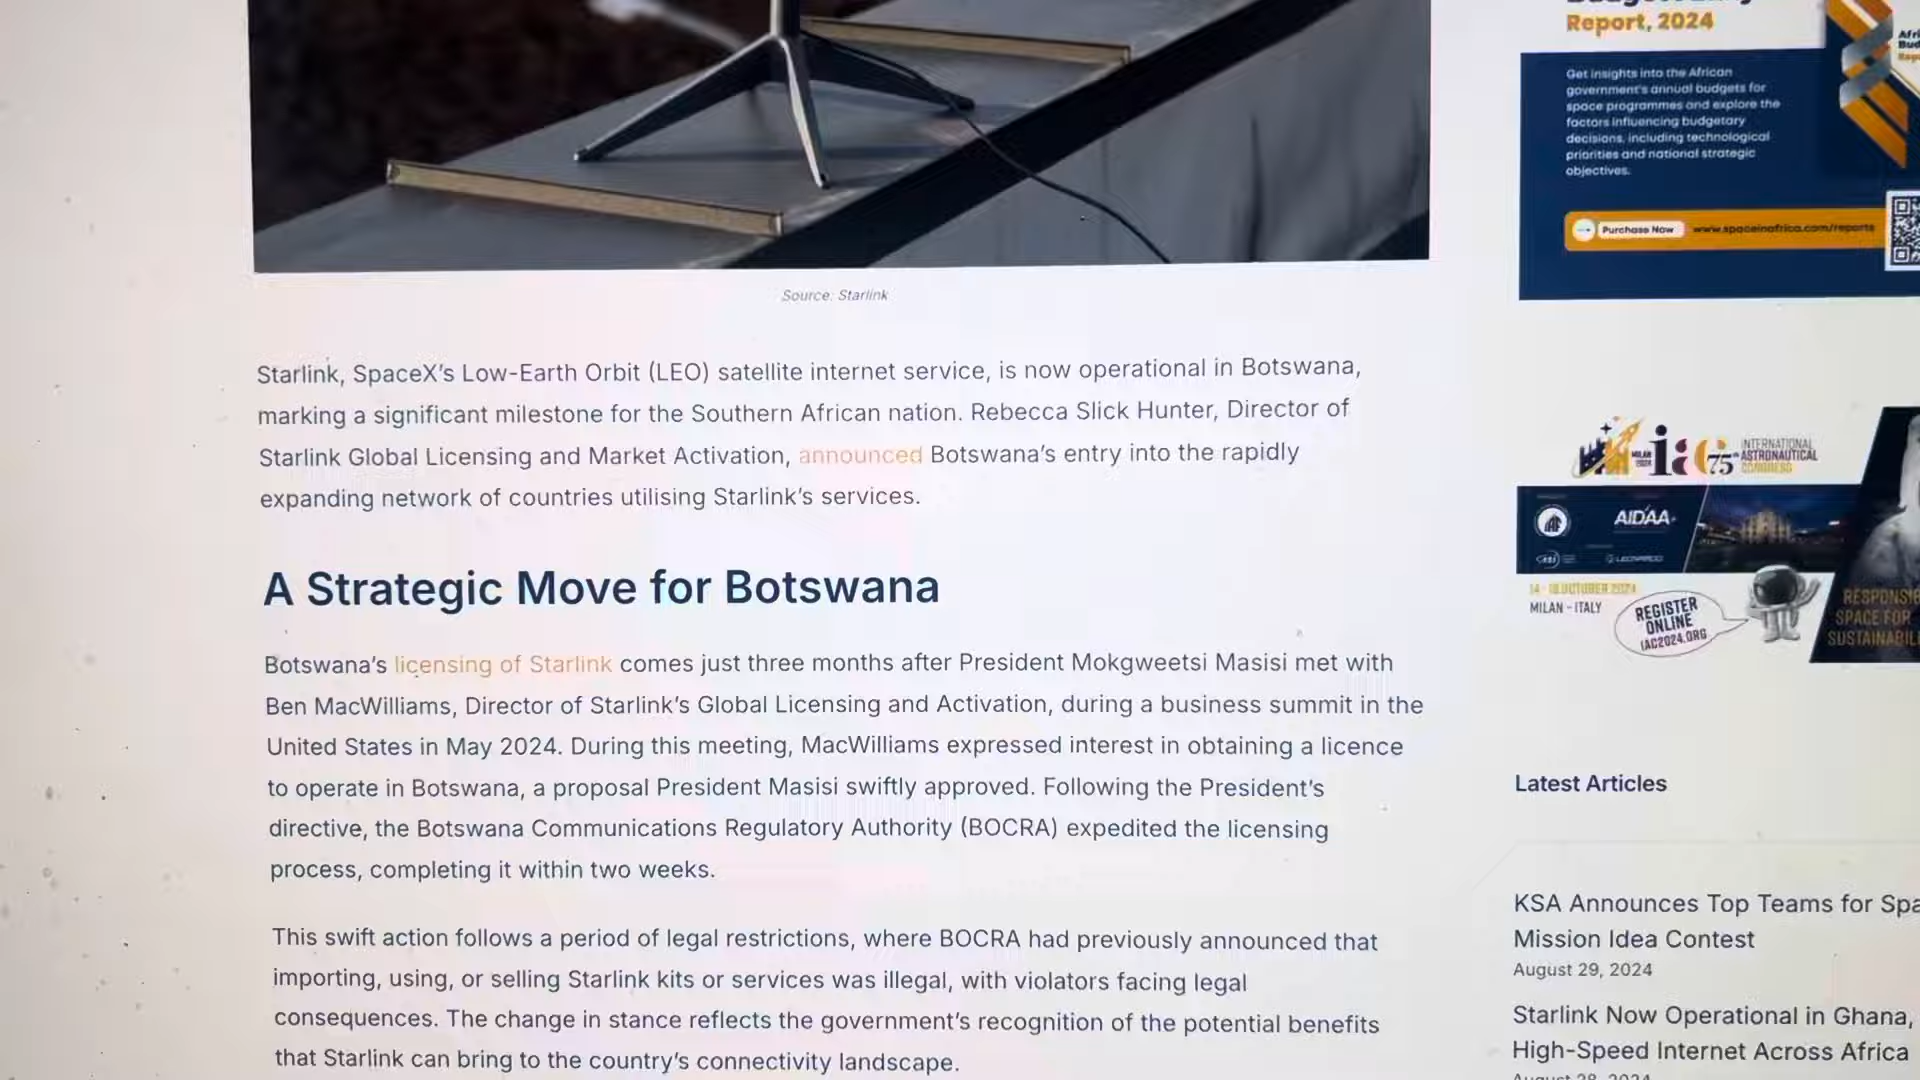 Report, 2024
Get insights into the African
government's annual budgets for
space programmes and explore the
factors influencing budgetary
decisions, including technological
priorities and national strategic
objectives.
Purchase Now
www.spaceinafrica.com/reports
Source: Starlink
Starlink, SpaceX’s Low-Earth Orbit (LEO) satellite internet service, is now operational in Botswana,
marking a significant milestone for the Southern African nation. Rebecca Slick Hunter, Director of
Starlink Global Licensing and Market Activation, announced Botswana’s entry into the rapidly
expanding network of countries utilising Starlink’s services.
A Strategic Move for Botswana
Botswana’s licensing of Starlink comes just three months after President Mokgweetsi Masisi met with
Ben MacWilliams, Director of Starlink’s Global Licensing and Activation, during a business summit in the
United States in May 2024. During this meeting, MacWilliams expressed interest in obtaining a licence
to operate in Botswana, a proposal President Masisi swiftly approved. Following the President’s
directive, the Botswana Communications Regulatory Authority (BOCRA) expedited the licensing
process, completing it within two weeks.
This swift action follows a period of legal restrictions, where BOCRA had previously announced that
importing, using, or selling Starlink kits or services was illegal, with violators facing legal
consequences. The change in stance reflects the government’s recognition of the potential benefits
that Starlink can bring to the country’s connectivity landscape.
MILAN
2024
iac
75th
INTERNATIONAL
ASTRONAUTICAL
CONGRESS
IAF
AIDAA
asi
LEONARDO
14 - 18 OCTOBER 2024
MILAN - ITALY
REGISTER
ONLINE
IAC2024.ORG
SPACE FOR
Latest Articles
KSA Announces Top Teams for
Mission Idea Contest
August 29, 2024
Starlink Now Operational in Ghana,
High-Speed Internet Across Africa
August 28, 2024